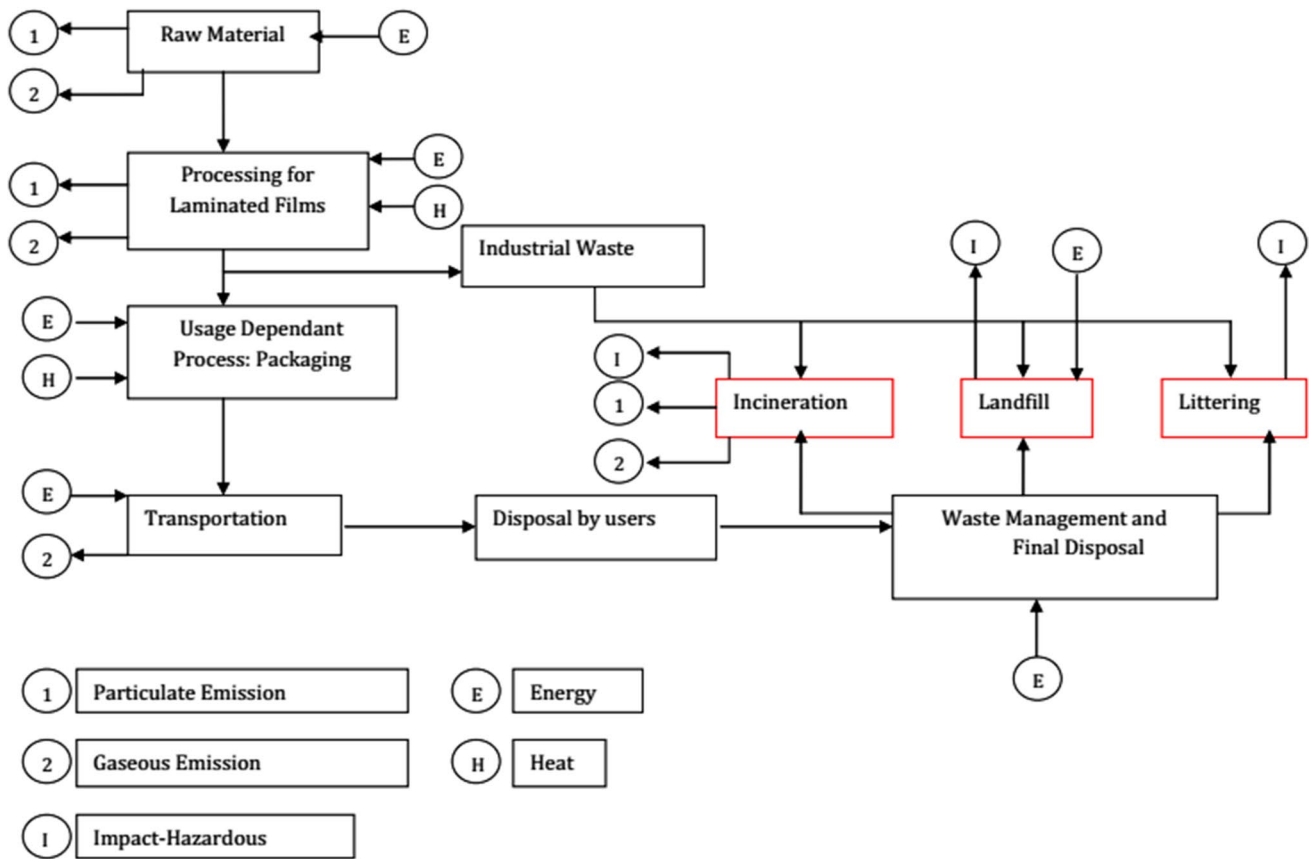 1
Raw Material
E
2
Processing for
Laminated Films
E
1
H
2
Industrial Waste
I
E
I
E
Usage Dependant
Process: Packaging
H
I
1
2
Incineration
Landfill
Littering
E
Transportation
2
Disposal by users
Waste Management and
Final Disposal
E
1
Particulate Emission
E
Energy
2
Gaseous Emission
H
Heat
I
Impact-Hazardous